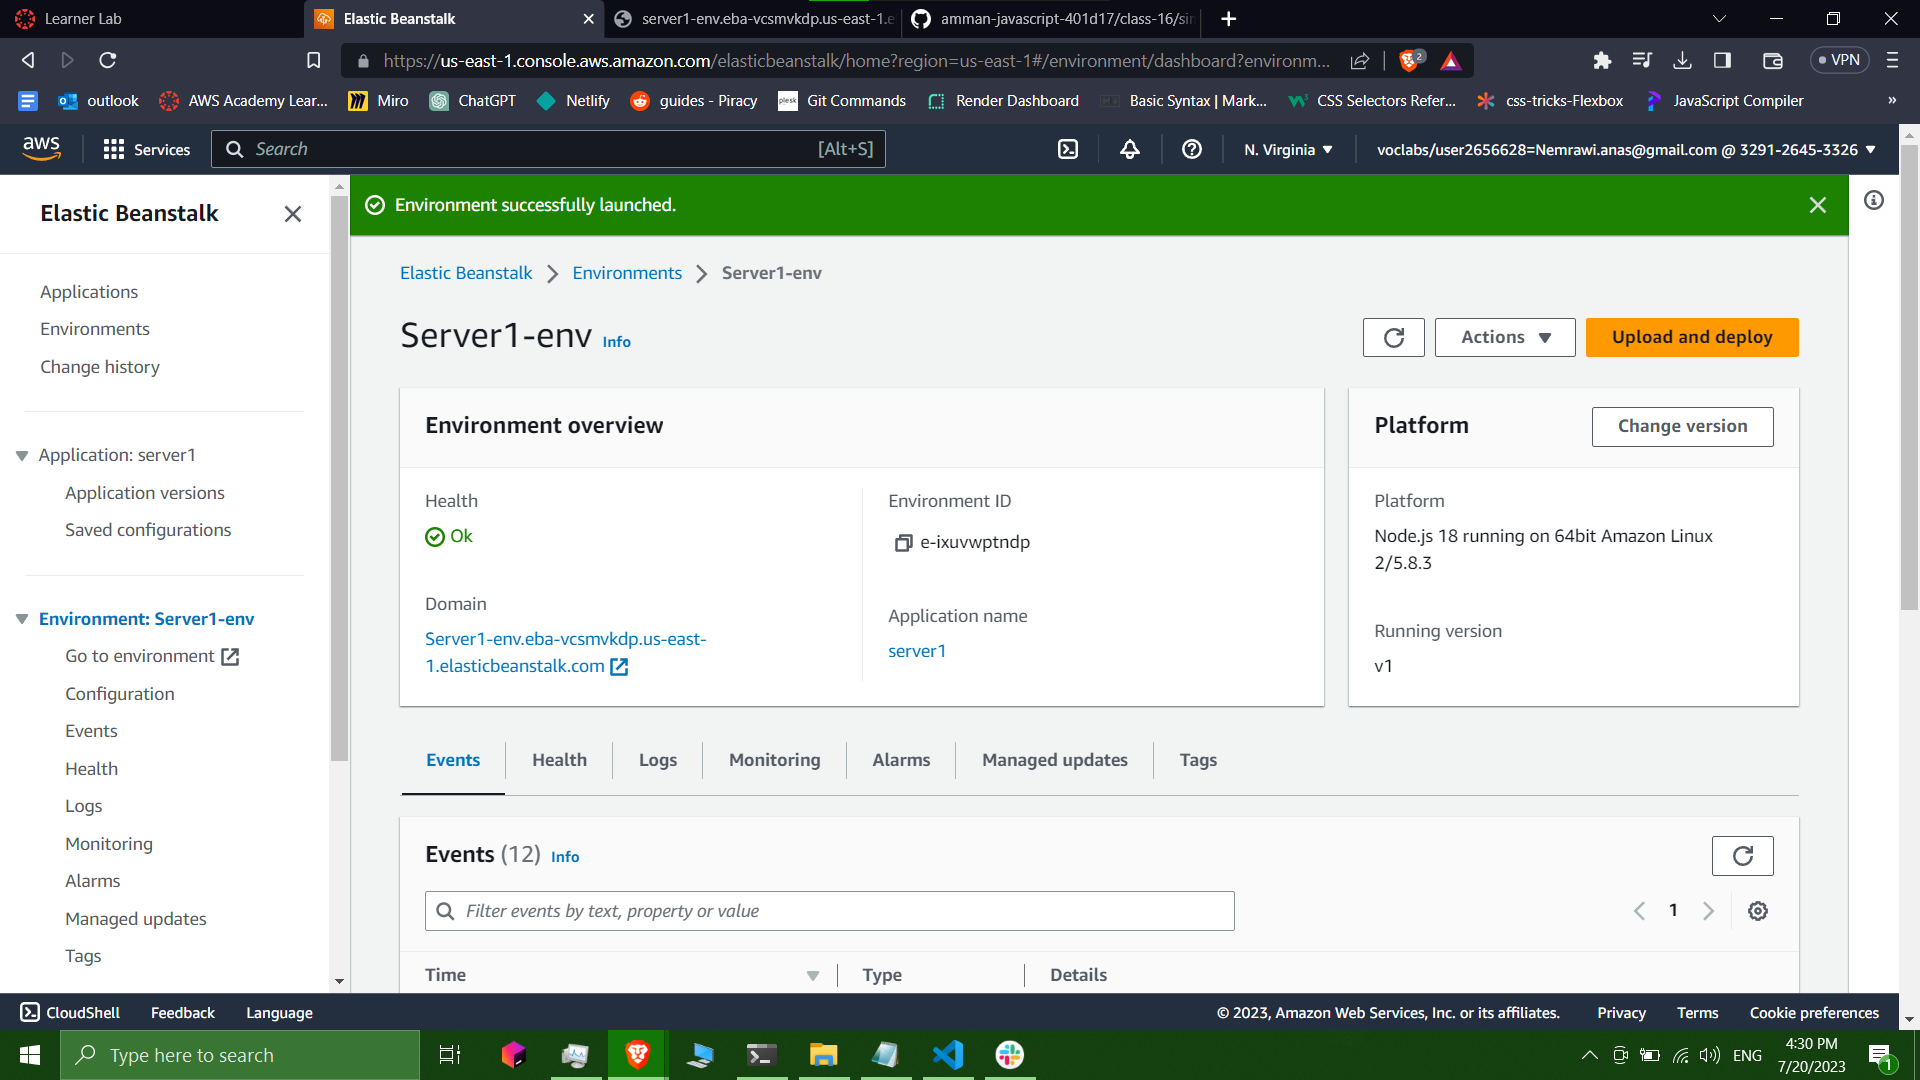 Learner Lab
Elastic Beanstalk
server1-env.eba-vcsmvkdp.us-east-1.e
amman-javascript-401d17/class-16/sin
https://us-east-1.console.aws.amazon.com/elasticbeanstalk/home?region=us-east-1#/environment/dashboard?environm...
2
VPN
outlook
AWS Academy Lear...
Miro
ChatGPT
Netlify
guides - Piracy
plesk
Git Commands
Render Dashboard
Basic Syntax | Mark...
CSS Selectors Refer...
css-tricks-Flexbox
JavaScript Compiler
»
aws
Services
Search
[Alt+S]
N. Virginia
voclabs/user2656628=Nemrawi.anas@gmail.com @ 3291-2645-3326
Elastic Beanstalk
Applications
Environments
Change history
Application: server1
Application versions
Saved configurations
Environment: Server1-env
Go to environment
Configuration
Events
Health
Logs
Monitoring
Alarms
Managed updates
Tags
Environment successfully launched.
Elastic Beanstalk
Environments
Server1-env
Server1-env Info
Actions
Upload and deploy
Environment overview
Health
Ok
Domain
Server1-env.eba-vcsmvkdp.us-east-
1.elasticbeanstalk.com
Environment ID
e-ixuvwptndp
Application name
server1
Platform
Change version
Platform
Node.js 18 running on 64bit Amazon Linux
2/5.8.3
Running version
v1
Events
Health
Logs
Monitoring
Alarms
Managed updates
Tags
Events (12) Info
Filter events by text, property or value
1
Time
Type
Details
CloudShell
Feedback
Language
© 2023, Amazon Web Services, Inc. or its affiliates.
Privacy
Terms
Cookie preferences
Type here to search
ENG
4:30 PM
7/20/2023
1